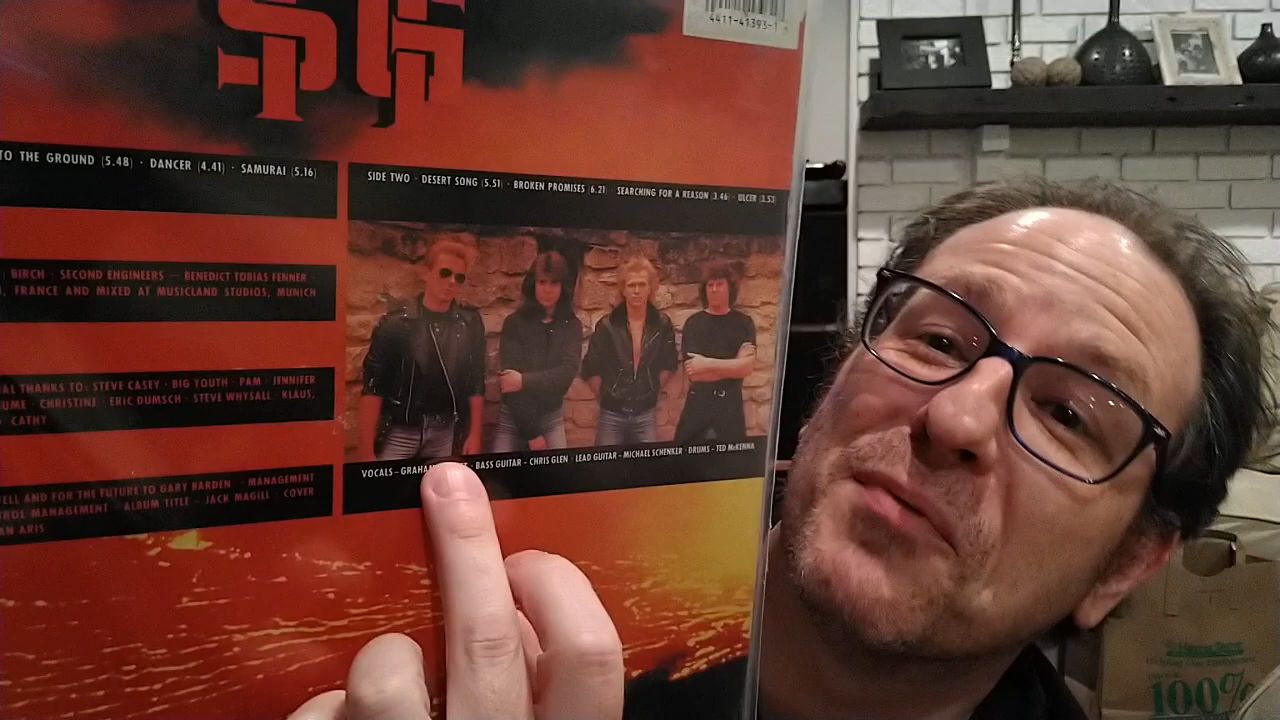 SG
4411-41393-1
TO THE GROUND (5.48) · DANCER (4.41) · SAMURAI (5.16)
SIDE TWO · DESERT SONG (5.51) · BROKEN PROMISES (6.21) · SEARCHING FOR A REASON (3.46) · ULCER (3.53)
BIRCH · SECOND ENGINEERS — BENEDICT TOBIAS FENNER ·
, FRANCE AND MIXED AT MUSICLAND STUDIOS, MUNICH
AL THANKS TO: STEVE CASEY · BIG YOUTH · PAM · JENNIFER
UME · CHRISTINE · ERIC DUMSCH · STEVE WHYSALL · KLAUS,
CATHY
VOCALS – GRAHAM · BASS GUITAR – CHRIS GLEN · LEAD GUITAR – MICHAEL SCHENKER · DRUMS – TED McKENNA
ELL AND FOR THE FUTURE TO GARY BARDEN · MANAGEMENT
TROL MANAGEMENT · ALBUM TITLE – JACK MAGILL · COVER
AN ARIS
100%